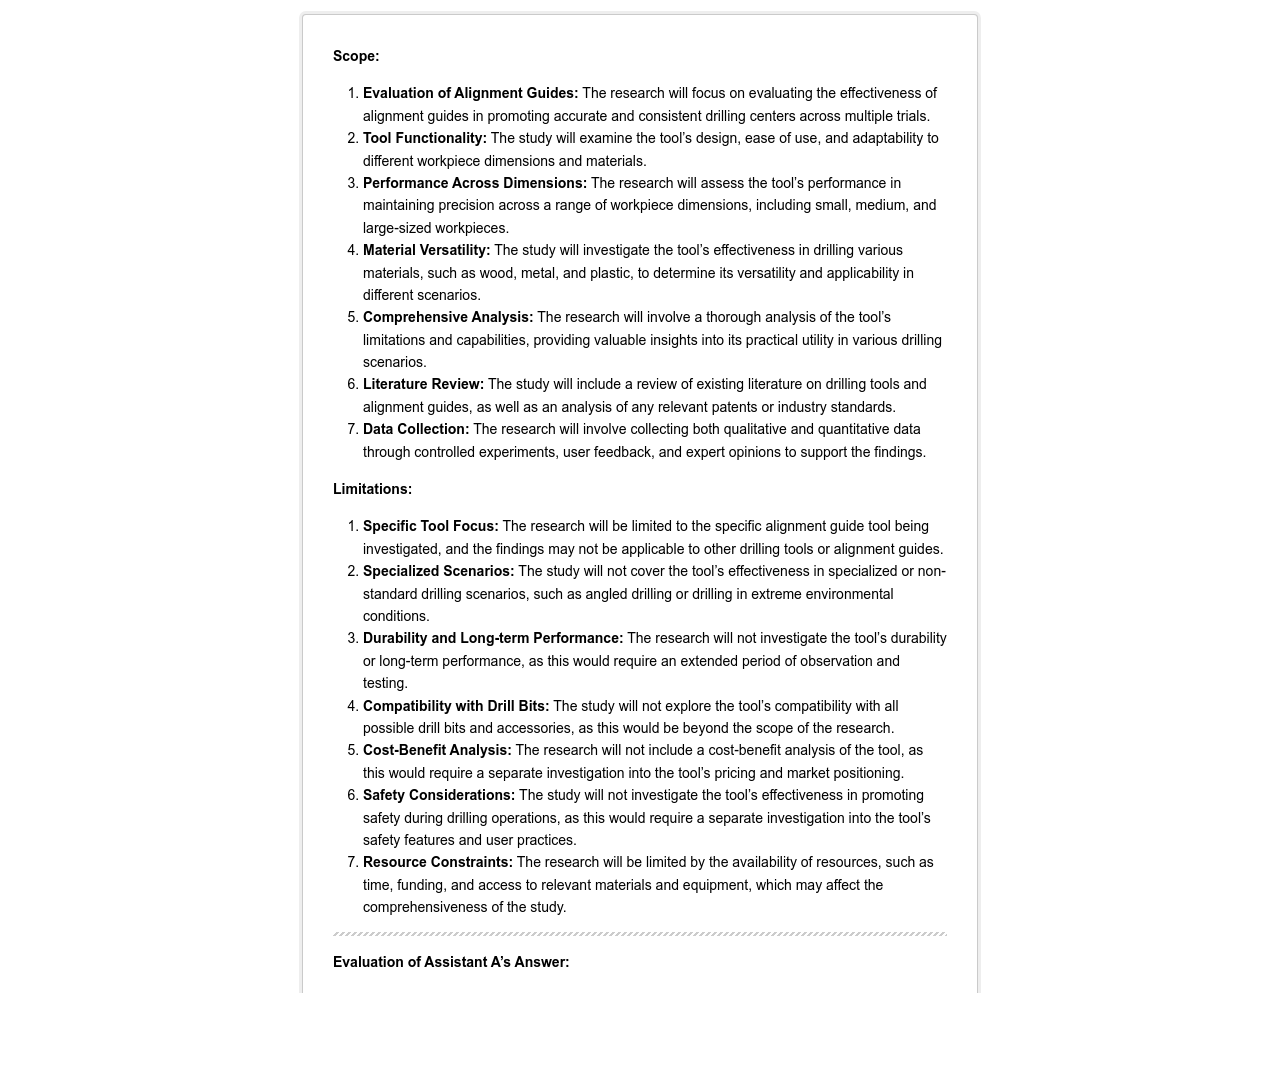 Scope:
1. Evaluation of Alignment Guides: The research will focus on evaluating the effectiveness of
alignment guides in promoting accurate and consistent drilling centers across multiple trials.
2. Tool Functionality: The study will examine the tool’s design, ease of use, and adaptability to
different workpiece dimensions and materials.
3. Performance Across Dimensions: The research will assess the tool’s performance in
maintaining precision across a range of workpiece dimensions, including small, medium, and
large-sized workpieces.
4. Material Versatility: The study will investigate the tool’s effectiveness in drilling various
materials, such as wood, metal, and plastic, to determine its versatility and applicability in
different scenarios.
5. Comprehensive Analysis: The research will involve a thorough analysis of the tool’s
limitations and capabilities, providing valuable insights into its practical utility in various drilling
scenarios.
6. Literature Review: The study will include a review of existing literature on drilling tools and
alignment guides, as well as an analysis of any relevant patents or industry standards.
7. Data Collection: The research will involve collecting both qualitative and quantitative data
through controlled experiments, user feedback, and expert opinions to support the findings.
Limitations:
1. Specific Tool Focus: The research will be limited to the specific alignment guide tool being
investigated, and the findings may not be applicable to other drilling tools or alignment guides.
2. Specialized Scenarios: The study will not cover the tool’s effectiveness in specialized or non-
standard drilling scenarios, such as angled drilling or drilling in extreme environmental
conditions.
3. Durability and Long-term Performance: The research will not investigate the tool’s durability
or long-term performance, as this would require an extended period of observation and
testing.
4. Compatibility with Drill Bits: The study will not explore the tool’s compatibility with all
possible drill bits and accessories, as this would be beyond the scope of the research.
5. Cost-Benefit Analysis: The research will not include a cost-benefit analysis of the tool, as
this would require a separate investigation into the tool’s pricing and market positioning.
6. Safety Considerations: The study will not investigate the tool’s effectiveness in promoting
safety during drilling operations, as this would require a separate investigation into the tool’s
safety features and user practices.
7. Resource Constraints: The research will be limited by the availability of resources, such as
time, funding, and access to relevant materials and equipment, which may affect the
comprehensiveness of the study.
Evaluation of Assistant A’s Answer: